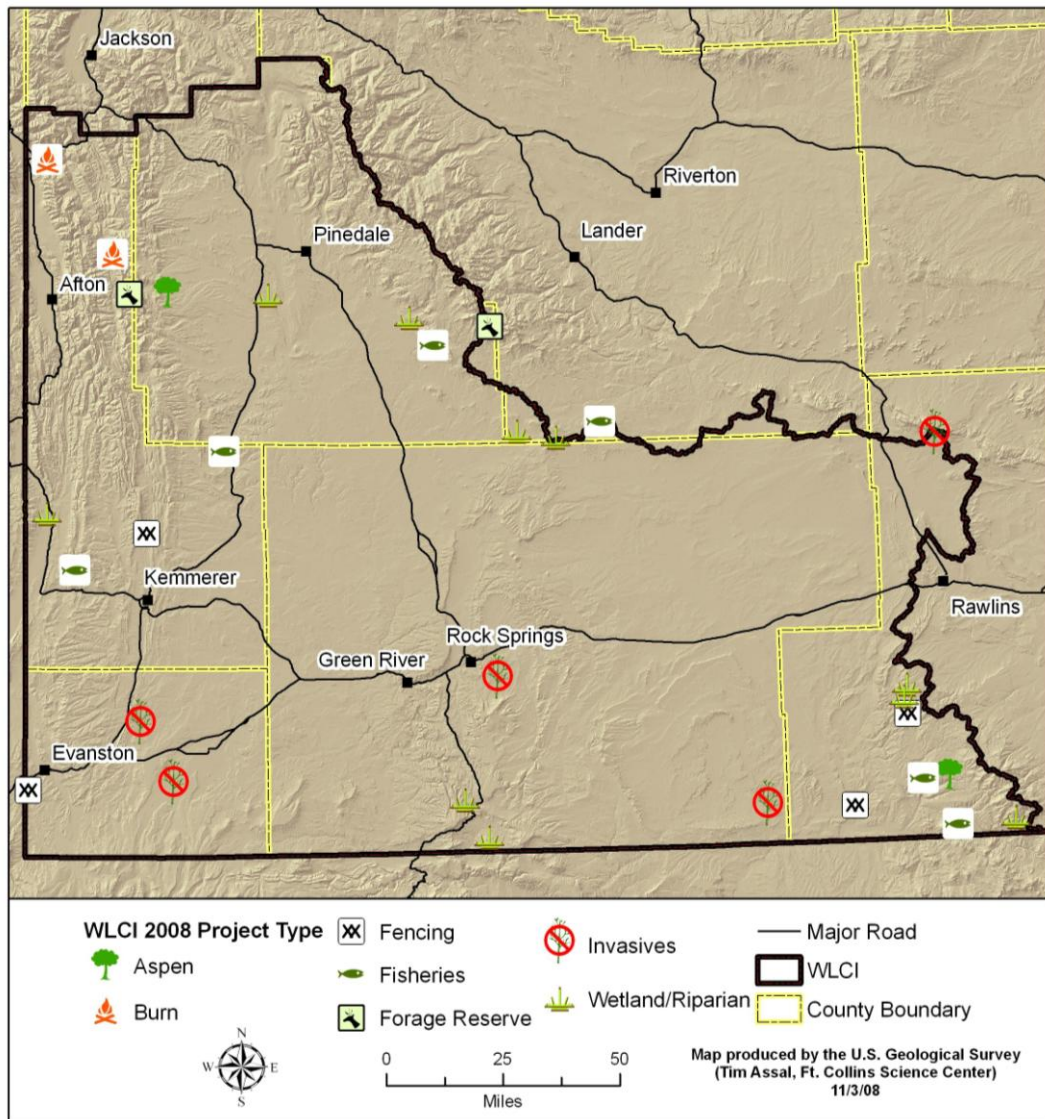 Jackson
Riverton
Lander
Pinedale
Afton
Kemmerer
Rawlins
Rock Springs
Green River
Evanston
WLCI 2008 Project Type
Aspen
Burn
Fencing
Fisheries
Forage Reserve
Invasives
Wetland/Riparian
Major Road
WLCI
County Boundary
N
W E
S
0 25 50
Miles
Map produced by the U.S. Geological Survey
(Tim Assal, Ft. Collins Science Center)
11/3/08